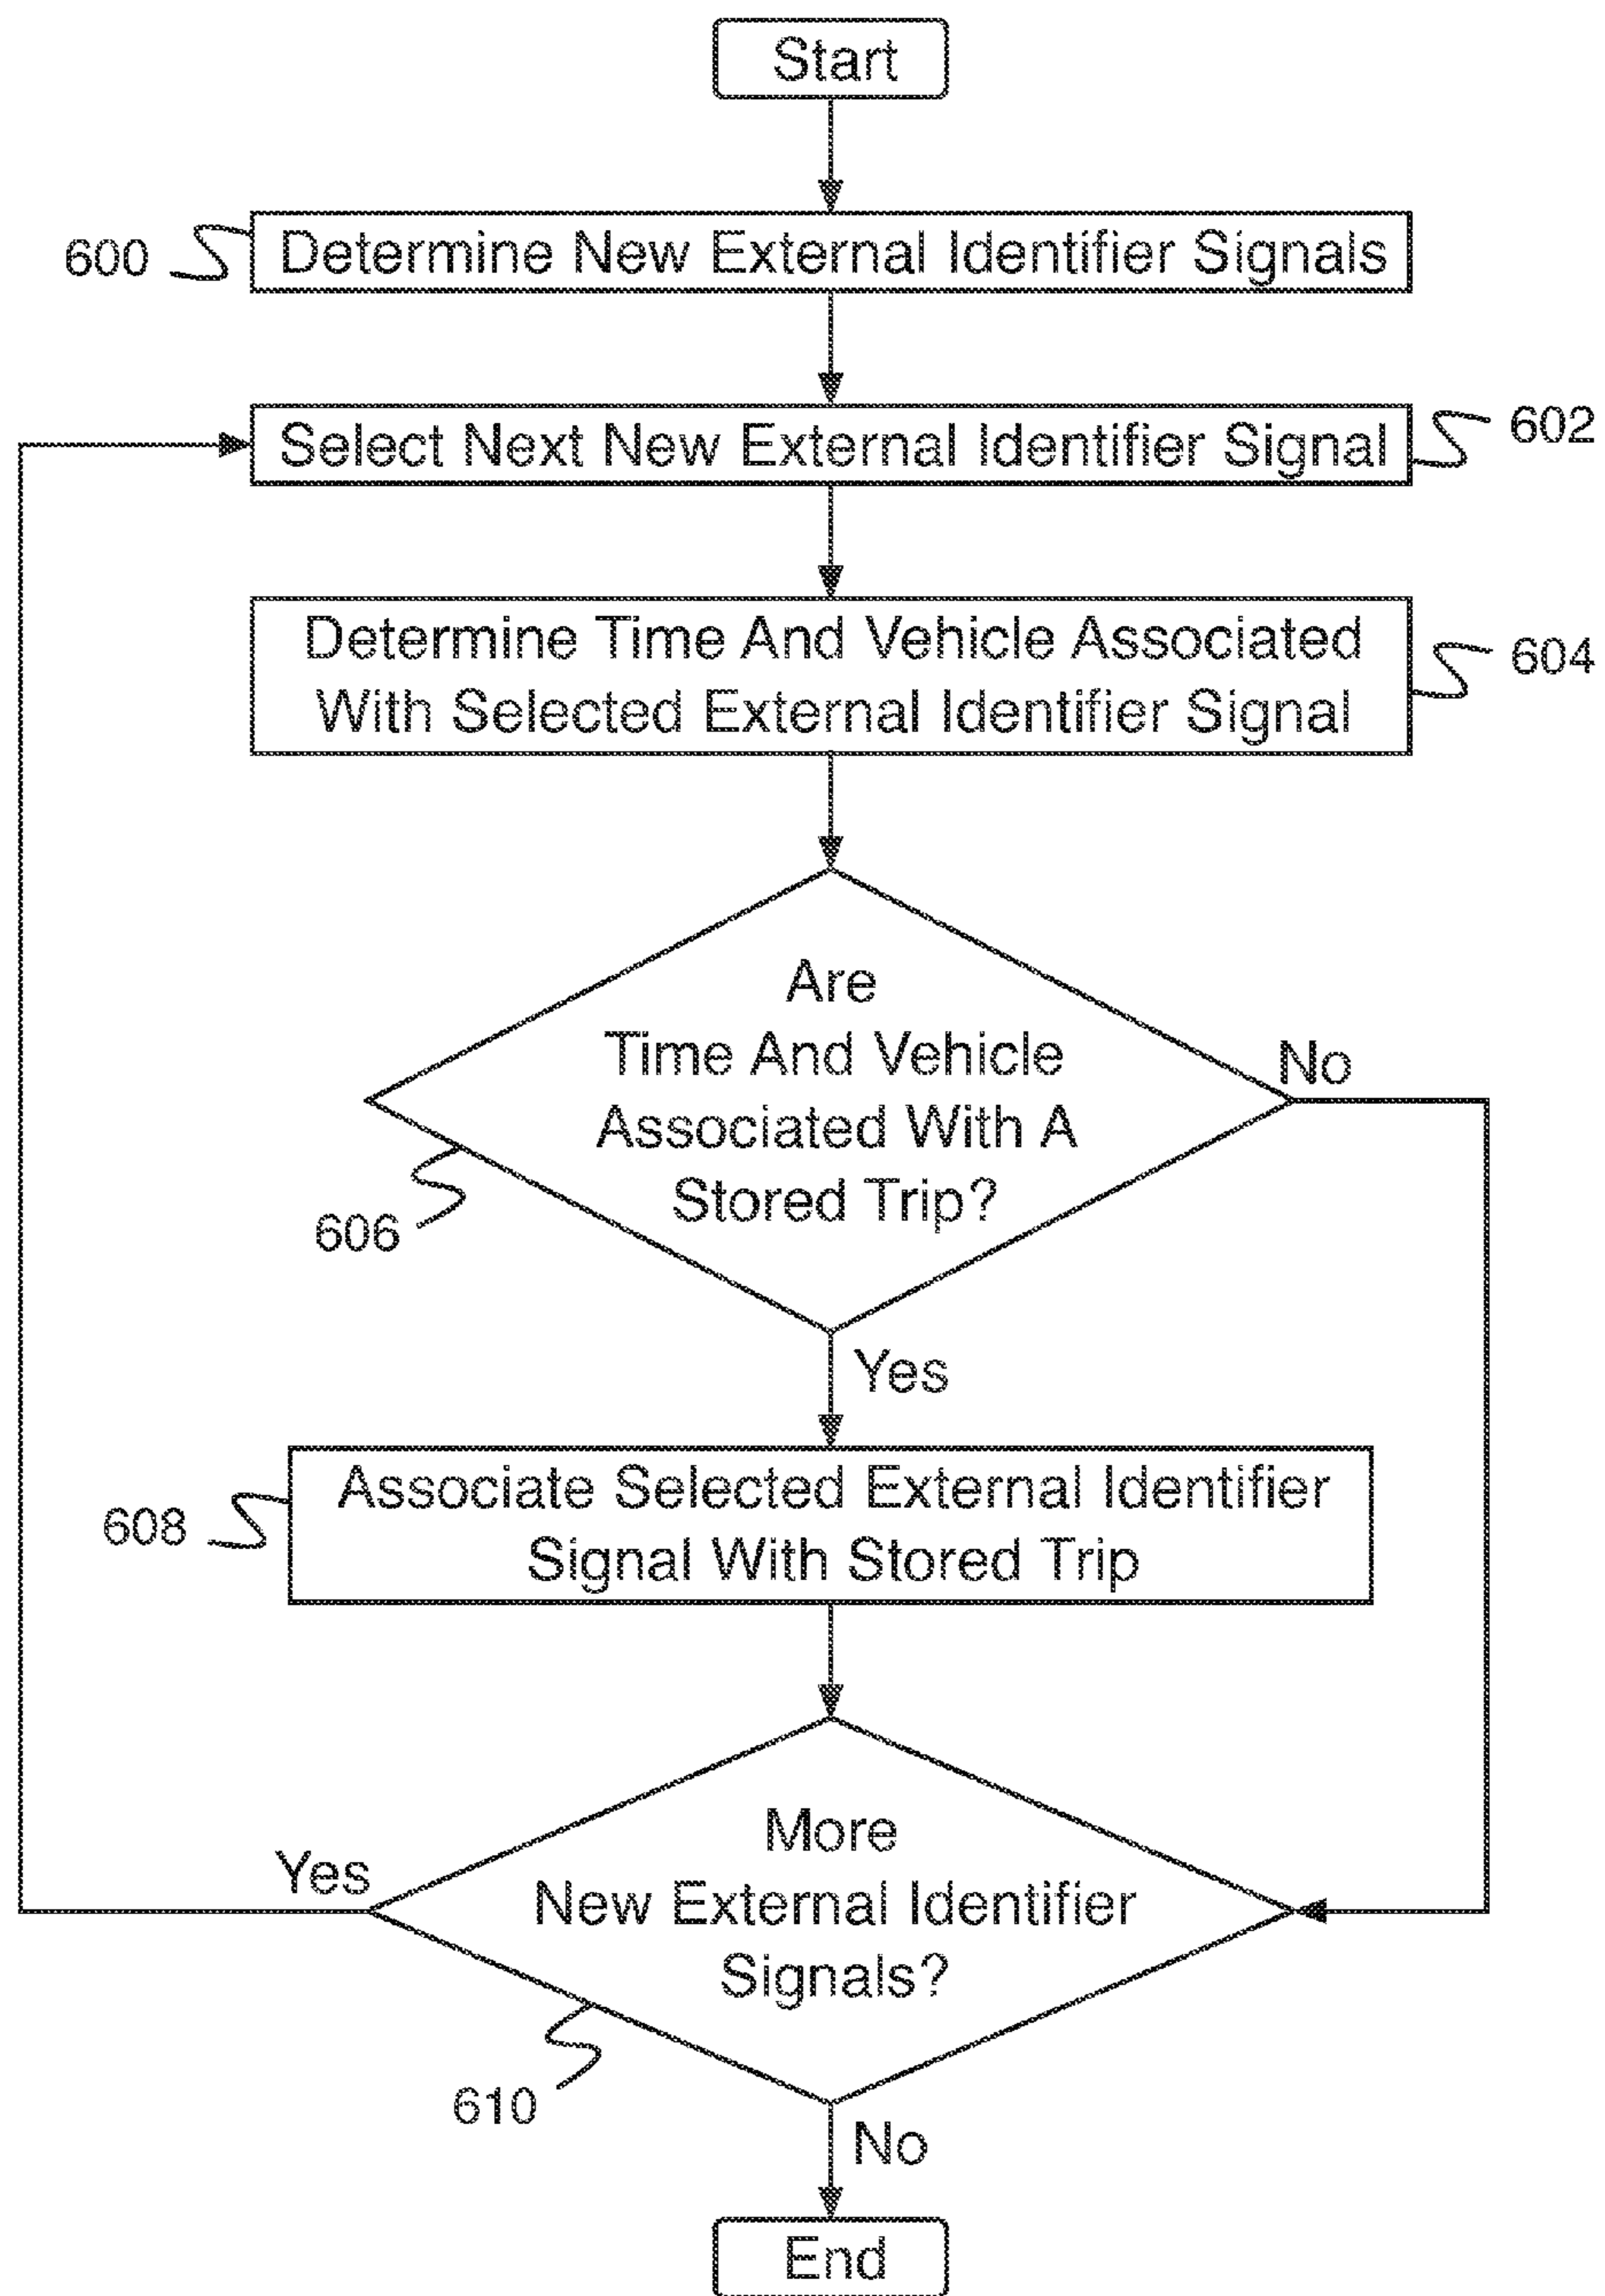 Start
600
Determine New External Identifier Signals
Select Next New External Identifier Signal
602
Determine Time And Vehicle Associated
With Selected External Identifier Signal
604
Are
Time And Vehicle
Associated With A
Stored Trip?
No
606
Yes
Associate Selected External Identifier
Signal With Stored Trip
608
More
New External Identifier
Signals?
Yes
610
No
End